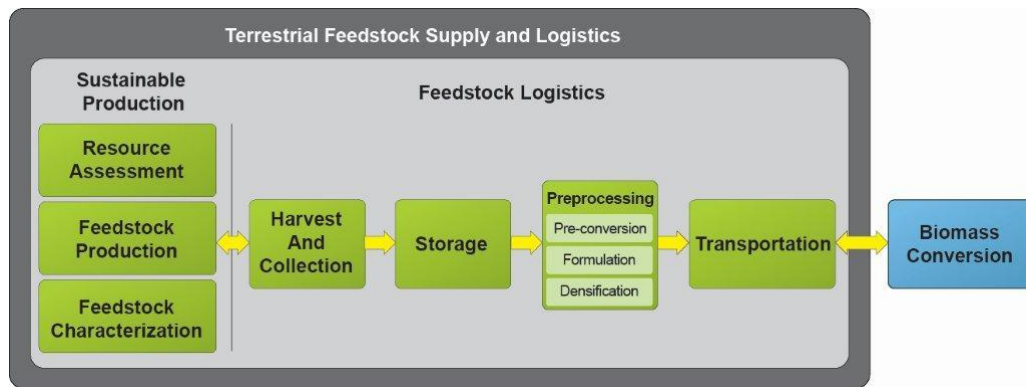 Terrestrial Feedstock Supply and Logistics
Sustainable
Production
Feedstock Logistics
Resource
Assessment
Feedstock
Production
Feedstock
Characterization
Harvest
And
Collection
Storage
Preprocessing
Pre-conversion
Formulation
Densification
Transportation
Biomass
Conversion